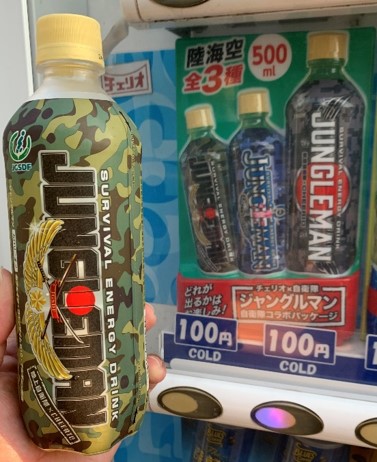 JSDF
JUNGLEMAN
SURVIVAL ENERGY DRINK
陸上自衛隊×CHEERIO
チェリオ
陸海空
全3種
500
ml
JUNGLEMAN
JUNGLEMAN
JUNGLEMAN
SURVIVAL ENERGY DRINK
どれが
出るかは
お楽しみ!
チェリオ×自衛隊
ジャングルマン
自衛隊コラボパッケージ
100円
COLD
100円
COLD